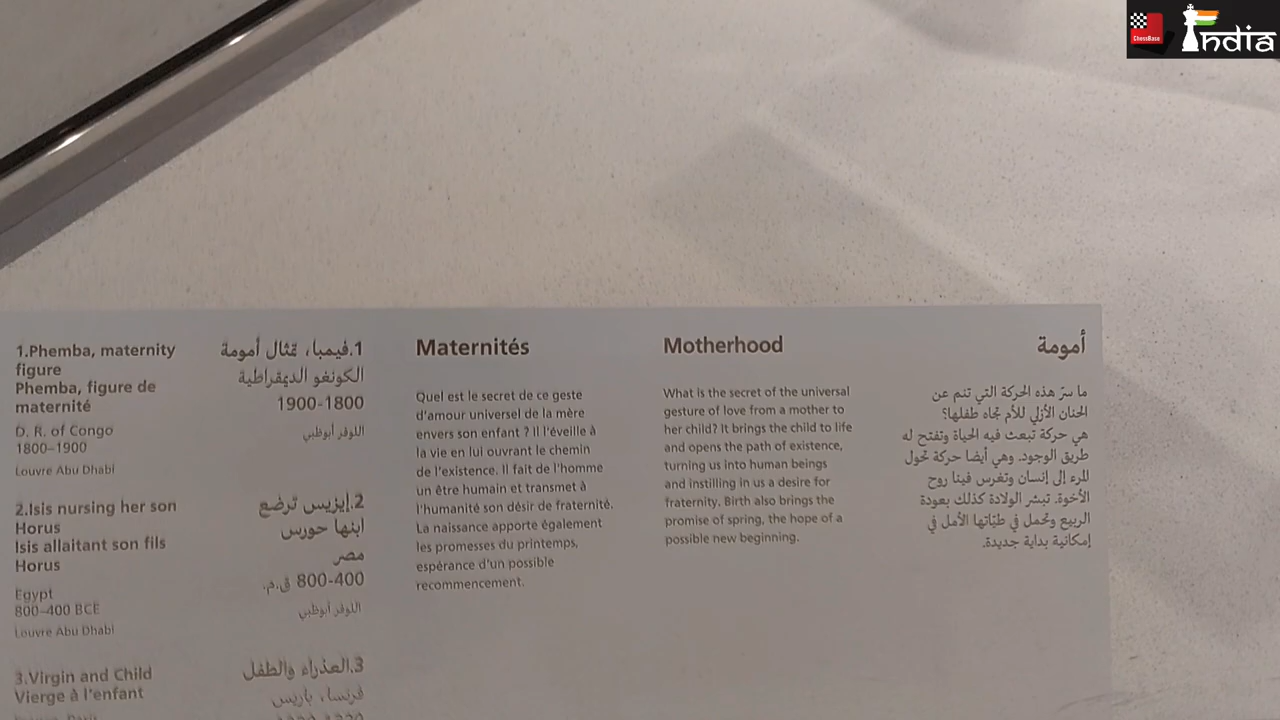 ChessBase
India
1.Phemba, maternity
figure
Phemba, figure de
maternité
D. R. of Congo
1800–1900
Louvre Abu Dhabi
2.Isis nursing her son
Horus
Isis allaitant son fils
Horus
Egypt
800–400 BCE
Louvre Abu Dhabi
3.Virgin and Child
Vierge à l'enfant
1.فيمبا، تمثال أمومة
الكونغو الديمقراطية
1900-1800
اللوفر أبوظبي
2.إيزيس تُرضع
ابنها حورس
مصر
800-400 ق.م.
اللوفر أبوظبي
3.العذراء والطفل
فرنسا، باريس
Maternités
Quel est le secret de ce geste
d'amour universel de la mère
envers son enfant ? Il l'éveille à
la vie en lui ouvrant le chemin
de l'existence. Il fait de l'homme
un être humain et transmet à
l'humanité son désir de fraternité.
La naissance apporte également
les promesses du printemps,
espérance d'un possible
recommencement.
Motherhood
What is the secret of the universal
gesture of love from a mother to
her child? It brings the child to life
and opens the path of existence,
turning us into human beings
and instilling in us a desire for
fraternity. Birth also brings the
promise of spring, the hope of a
possible new beginning.
أمومة
ما سرّ هذه الحركة التي تنم عن
الحنان الأزلي للأم تجاه طفلها؟
هي حركة تبعث فيه الحياة وتفتح له
طريق الوجود. وهي أيضا حركة تحول
المرء إلى إنسان وتغرس فينا روح
الأخوة. تبشر الولادة كذلك بعودة
الربيع وتحمل في طيّاتها الأمل في
إمكانية بداية جديدة.